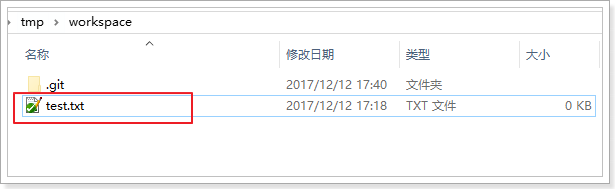 tmp › workspace
名称 修改日期 类型 大小
.git 2017/12/12 17:40 文件夹
test.txt 2017/12/12 17:18 TXT 文件 0 KB